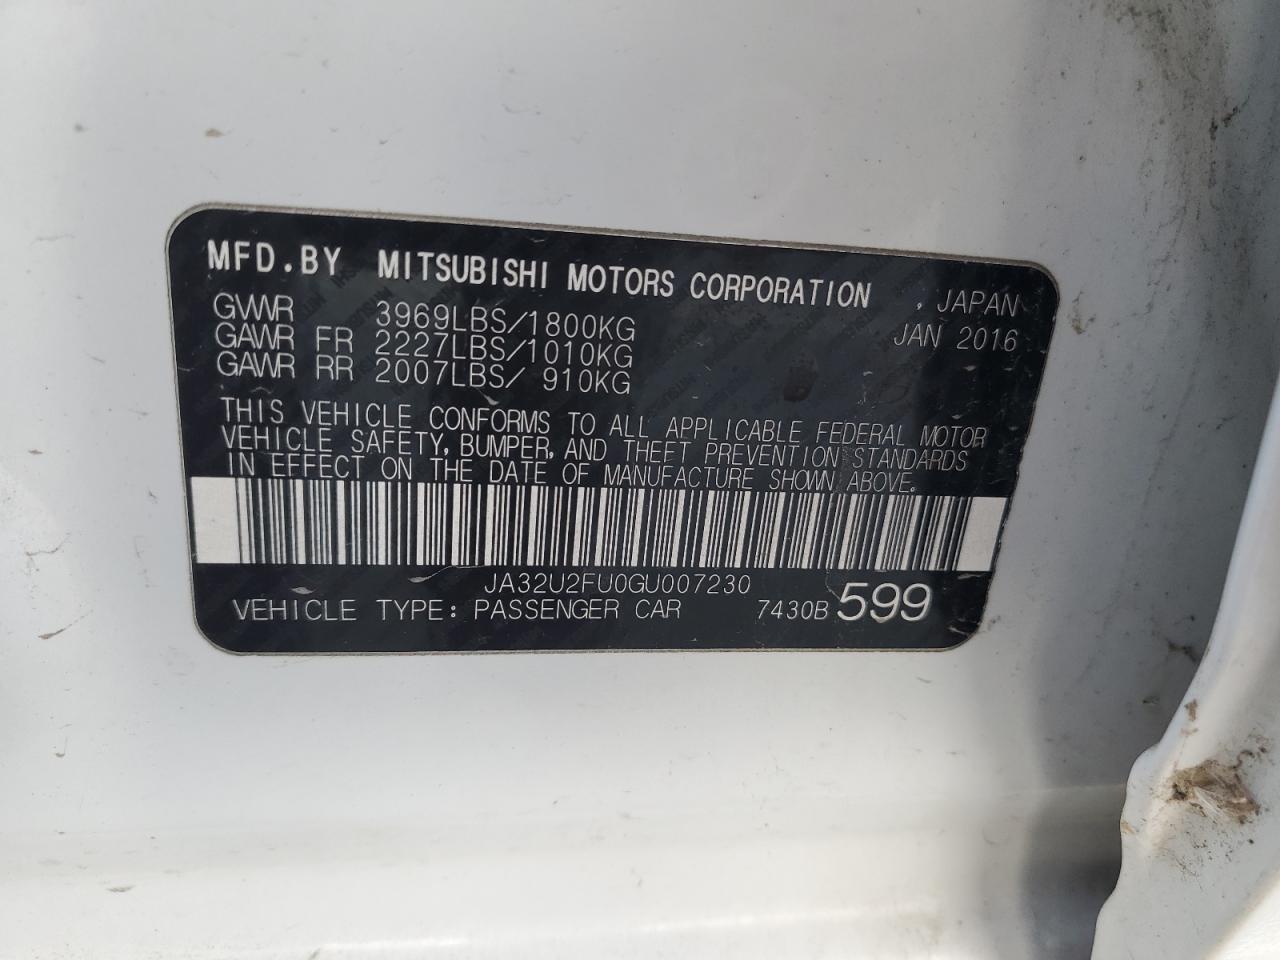 MFD.BY MITSUBISHI MOTORS CORPORATION , JAPAN
GVWR 3969LBS/1800KG JAN 2016
GAWR FR 2227LBS/1010KG
GAWR RR 2007LBS/ 910KG
THIS VEHICLE CONFORMS TO ALL APPLICABLE FEDERAL MOTOR
VEHICLE SAFETY, BUMPER, AND THEFT PREVENTION STANDARDS
IN EFFECT ON THE DATE OF MANUFACTURE SHOWN ABOVE.
JA32U2FU0GU007230
VEHICLE TYPE: PASSENGER CAR 7430B 599